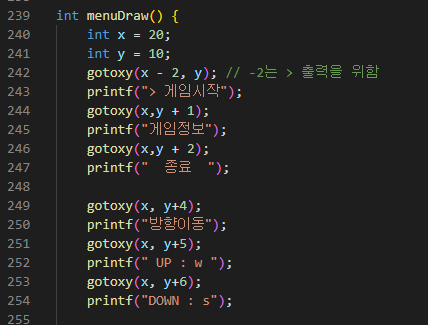 239 int menuDraw() {
240 int x = 20;
241 int y = 10;
242 gotoxy(x - 2, y); // -2는 > 출력을 위함
243 printf("> 게임시작");
244 gotoxy(x,y + 1);
245 printf("게임정보");
246 gotoxy(x,y + 2);
247 printf("  종료  ");
248
249 gotoxy(x, y+4);
250 printf("방향이동");
251 gotoxy(x, y+5);
252 printf(" UP : w ");
253 gotoxy(x, y+6);
254 printf("DOWN : s");
255